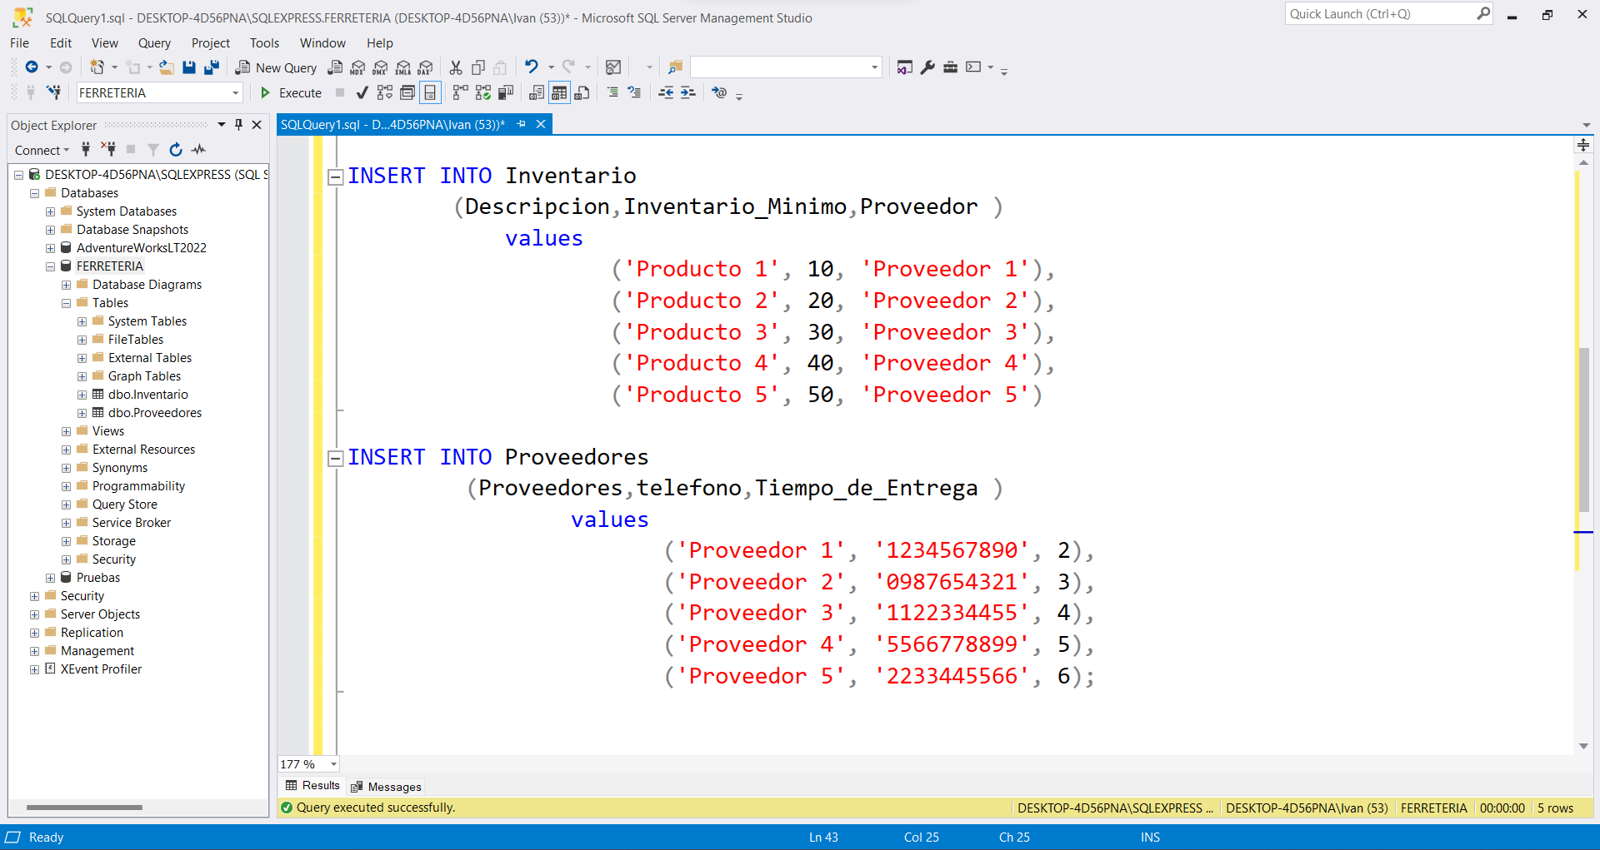 SQLQuery1.sql - DESKTOP-4D56PNA\SQLEXPRESS.FERRETERIA (DESKTOP-4D56PNA\Ivan (53))* - Microsoft SQL Server Management Studio
Quick Launch (Ctrl+Q)
File Edit View Query Project Tools Window Help
New Query MDX DMX XMLA DAX
FERRETERIA Execute
Object Explorer
SQLQuery1.sql - D...4D56PNA\Ivan (53))*
Connect
DESKTOP-4D56PNA\SQLEXPRESS (SQL S
Databases
System Databases
Database Snapshots
AdventureWorksLT2022
FERRETERIA
Database Diagrams
Tables
System Tables
FileTables
External Tables
Graph Tables
dbo.Inventario
dbo.Proveedores
Views
External Resources
Synonyms
Programmability
Query Store
Service Broker
Storage
Security
Pruebas
Security
Server Objects
Replication
Management
XEvent Profiler
INSERT INTO Inventario
(Descripcion,Inventario_Minimo,Proveedor )
values
('Producto 1', 10, 'Proveedor 1'),
('Producto 2', 20, 'Proveedor 2'),
('Producto 3', 30, 'Proveedor 3'),
('Producto 4', 40, 'Proveedor 4'),
('Producto 5', 50, 'Proveedor 5')
INSERT INTO Proveedores
(Proveedores,telefono,Tiempo_de_Entrega )
values
('Proveedor 1', '1234567890', 2),
('Proveedor 2', '0987654321', 3),
('Proveedor 3', '1122334455', 4),
('Proveedor 4', '5566778899', 5),
('Proveedor 5', '2233445566', 6);
177 %
Results Messages
Query executed successfully.
DESKTOP-4D56PNA\SQLEXPRESS ... DESKTOP-4D56PNA\Ivan (53) FERRETERIA 00:00:00 5 rows
Ready Ln 43 Col 25 Ch 25 INS